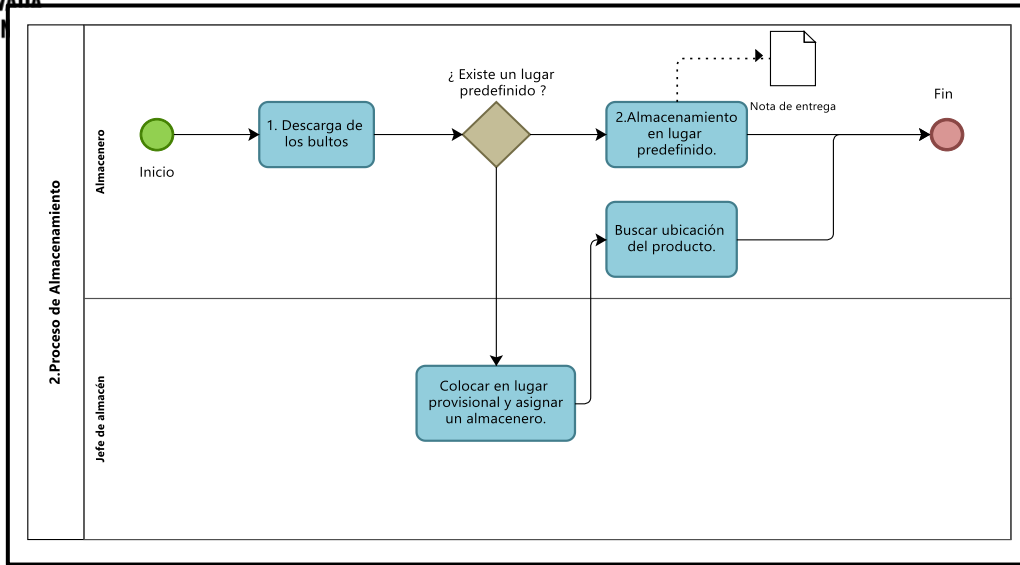 2.Proceso de Almacenamiento
Almacenero
Inicio
1. Descarga de
los bultos
¿ Existe un lugar
predefinido ?
2.Almacenamiento
en lugar
predefinido.
Nota de entrega
Fin
Buscar ubicación
del producto.
Jefe de almacén
Colocar en lugar
provisional y asignar
un almacenero.